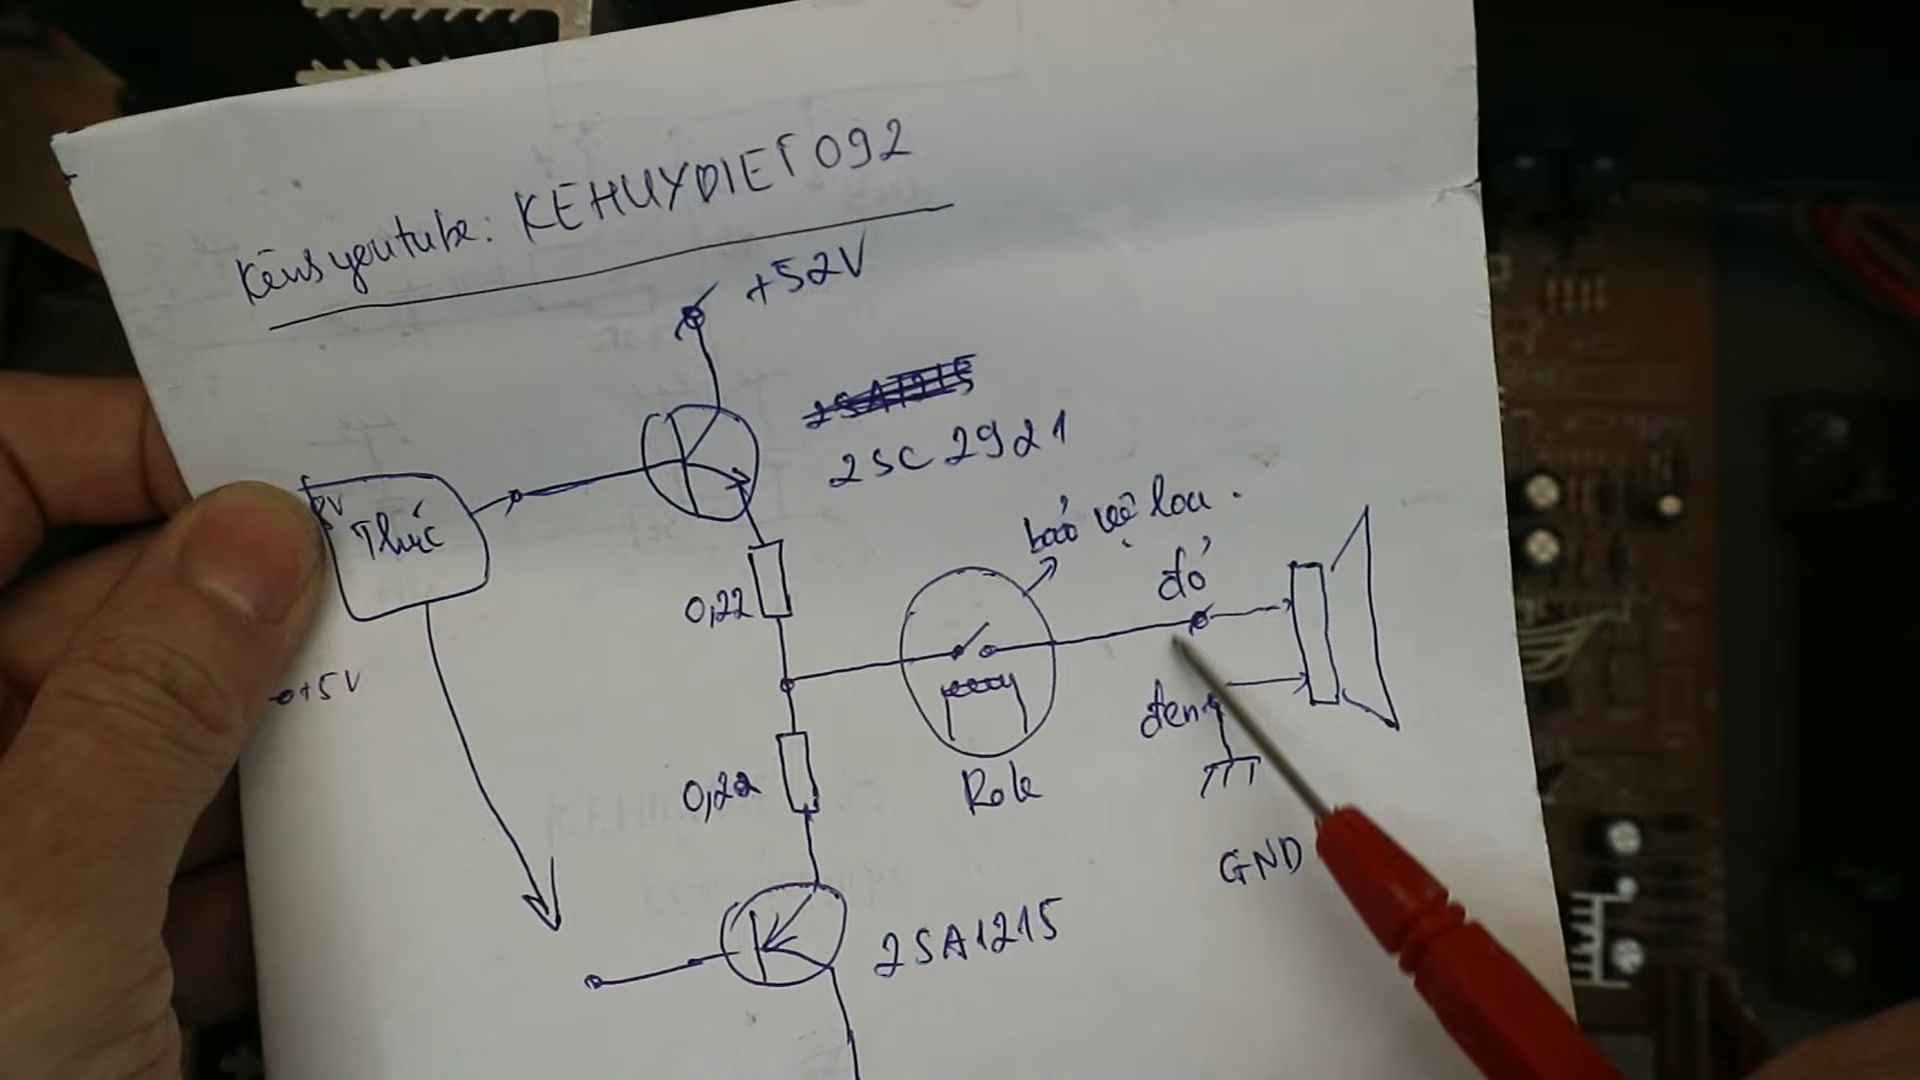 Kênh youtube: KEHUYDIET092
+52V
2SA1215
2SC2921
Thúc
bảo vệ loa.
đỏ
0,22
+5V
đen
0,22
Role
GND
2SA1215